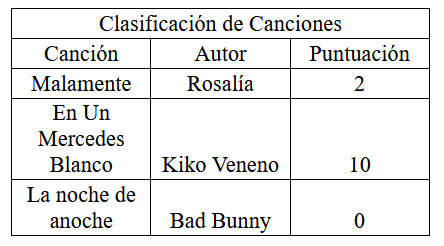 Clasificación de Canciones
Canción Autor Puntuación
Malamente Rosalía 2
En Un
Mercedes
Blanco Kiko Veneno 10
La noche de
anoche Bad Bunny 0